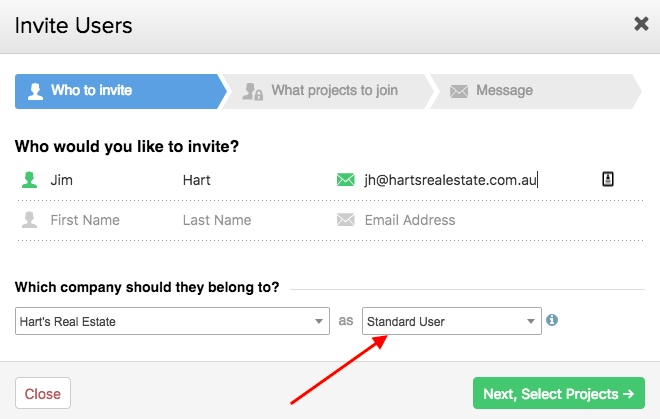 Invite Users
Who to invite
What projects to join
Message
Who would you like to invite?
Jim Hart jh@hartsrealestate.com.au
First Name Last Name Email Address
Which company should they belong to?
Hart's Real Estate as Standard User
Close Next, Select Projects →